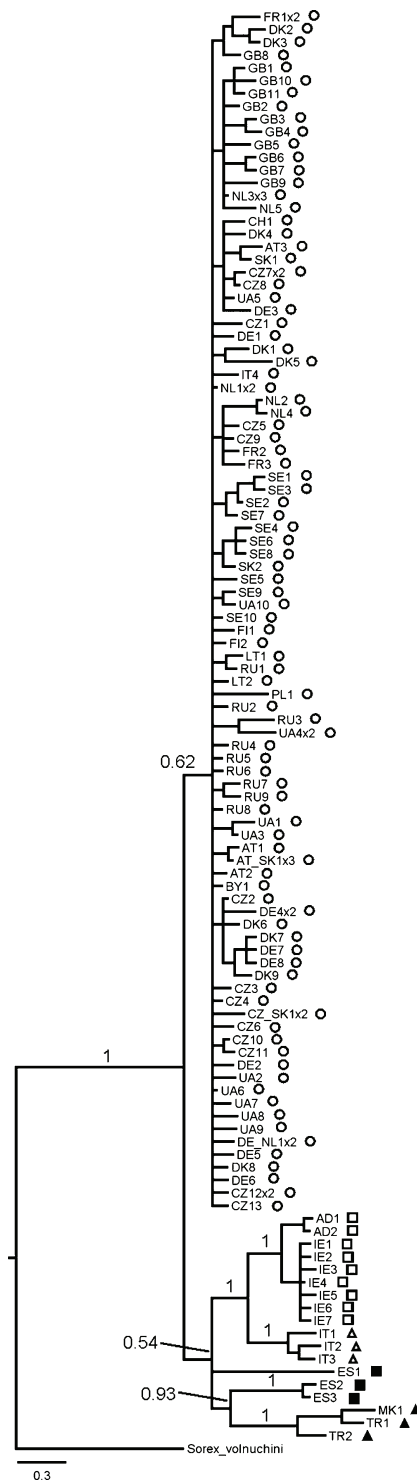 FR1x2
DK2
DK3
GB8
GB1
GB10
GB11
GB2
GB3
GB4
GB5
GB6
GB7
GB9
NL3x3
NL5
CH1
DK4
AT3
SK1
CZ7x2
CZ8
UA5
DE3
CZ1
DE1
DK1
DK5
IT4
NL1x2
NL2
NL4
CZ5
CZ9
FR2
FR3
SE1
SE3
SE2
SE7
SE4
SE6
SE8
SK2
SE5
SE9
UA10
SE10
FI1
FI2
LT1
RU1
LT2
PL1
RU2
RU3
UA4x2
RU4
RU5
0.62
RU6
RU7
RU9
RU8
UA1
UA3
AT1
AT_SK1x3
AT2
BY1
CZ2
DE4x2
DK6
DK7
DE7
DE8
DK9
CZ3
CZ4
CZ_SK1x2
CZ6
CZ10
CZ11
1
DE2
UA2
UA6
UA7
UA8
UA9
DE_NL1x2
DE5
DK8
DE6
CZ12x2
CZ13
AD1
AD2
1
IE1
IE2
IE3
IE4
1
IE5
IE6
IE7
1
IT1
0.54
IT2
IT3
ES1
1
ES2
0.93
ES3
MK1
1
TR1
TR2
Sorex_volnuchini
0.3